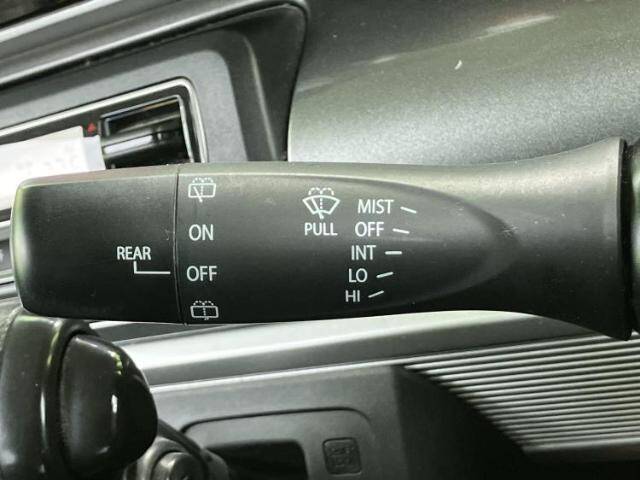 REAR
ON
OFF
PULL
MIST
OFF
INT
LO
HI